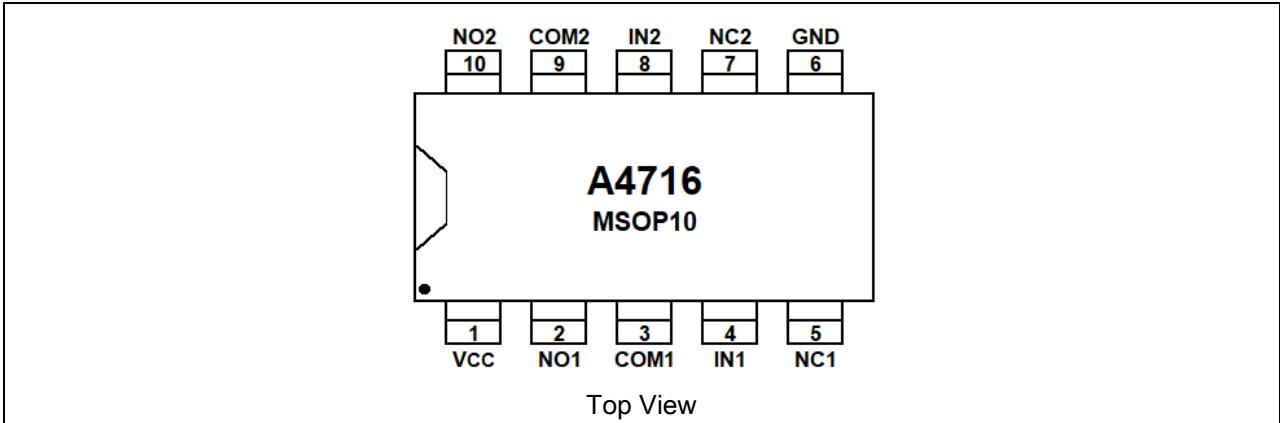 NO2 COM2 IN2 NC2 GND
10 9 8 7 6
A4716
MSOP10
1 2 3 4 5
VCC NO1 COM1 IN1 NC1
Top View